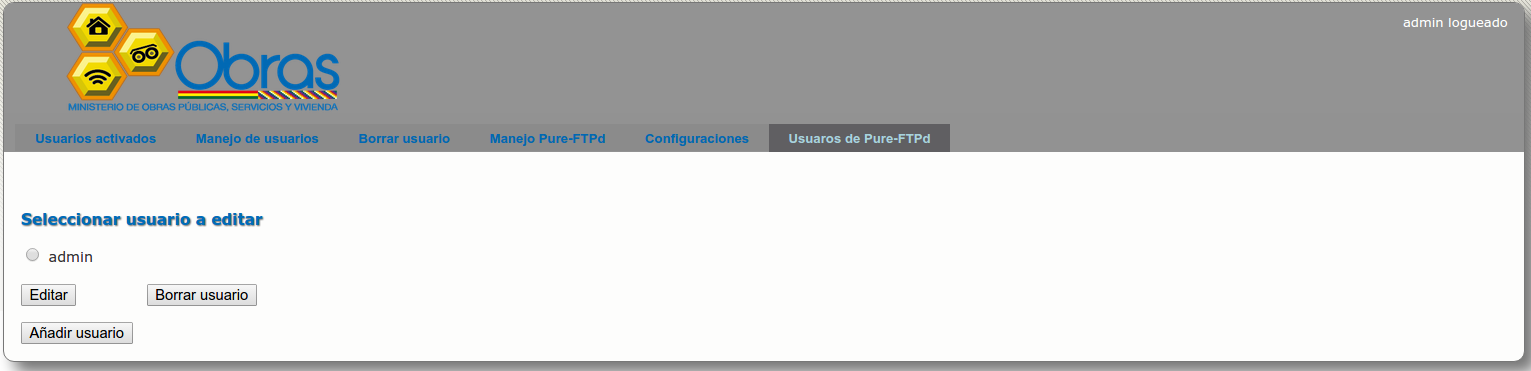 admin logueado
Obras
MINISTERIO DE OBRAS PÚBLICAS, SERVICIOS Y VIVIENDA
Usuarios activados Manejo de usuarios Borrar usuario Manejo Pure-FTPd Configuraciones Usuaros de Pure-FTPd
Seleccionar usuario a editar
admin
Editar Borrar usuario
Añadir usuario